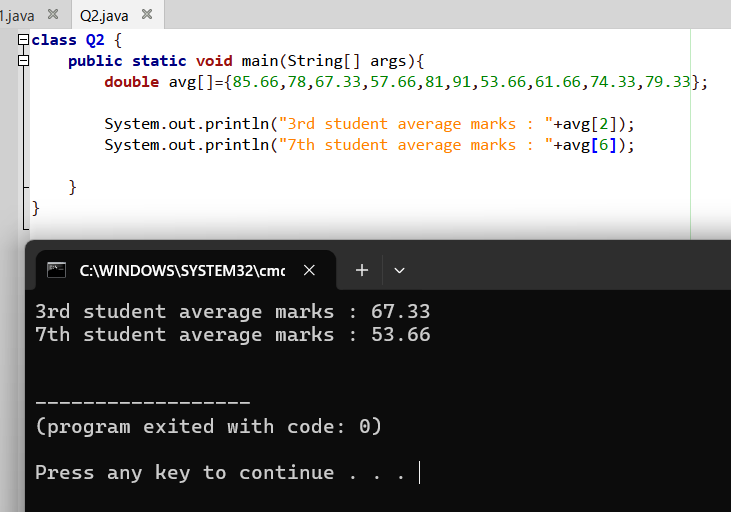 1.java Q2.java
class Q2 {
public static void main(String[] args){
double avg[]={85.66,78,67.33,57.66,81,91,53.66,61.66,74.33,79.33};
System.out.println("3rd student average marks : "+avg[2]);
System.out.println("7th student average marks : "+avg[6]);
}
}
C:\WINDOWS\SYSTEM32\cmd
3rd student average marks : 67.33
7th student average marks : 53.66
------------------
(program exited with code: 0)
Press any key to continue . . .